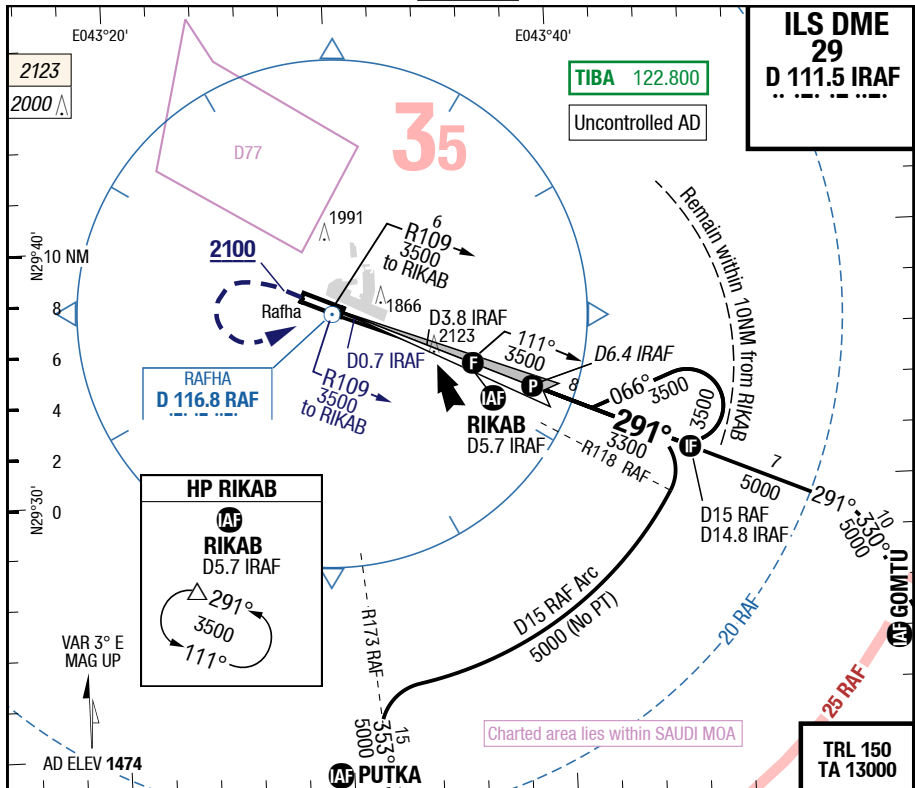 E043°20'
E043°40'
ILS DME
29
D 111.5 IRAF
2123
2000
TIBA 122.800
Uncontrolled AD
35
D77
1991
6
R109
3500
to RIKAB
2100
N29°40'
10 NM
8
6
4
2
0
N29°30'
Rafha
1866
D3.8 IRAF
2123
111°
3500
D6.4 IRAF
D0.7 IRAF
F
P
8
Remain within 10NM from RIKAB
RAFHA
D 116.8 RAF
R109
3500
to RIKAB
IAF
RIKAB
D5.7 IRAF
066°
3500
3500
291°
3300
R118 RAF
IF
7
5000
291°
10
330°
5000
D15 RAF
D14.8 IRAF
IAF GOMTU
HP RIKAB
IAF
RIKAB
D5.7 IRAF
291°
3500
111°
D15 RAF Arc
5000 (No PT)
R173 RAF
20 RAF
25 RAF
VAR 3° E
MAG UP
AD ELEV 1474
15
353°
5000
IAF PUTKA
Charted area lies within SAUDI MOA
TRL 150
TA 13000